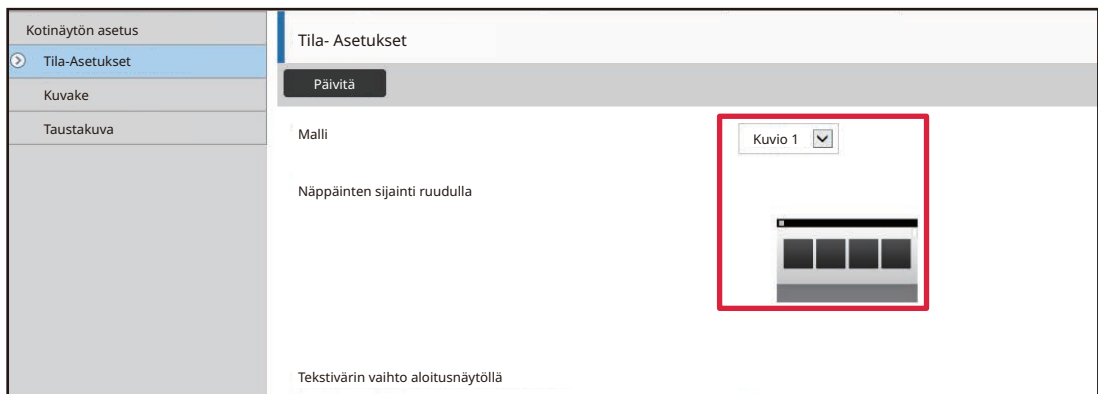 Kotinäytön asetus
Tila-Asetukset
Kuvake
Taustakuva
Tila- Asetukset
Päivitä
Malli
Kuvio 1
Näppäinten sijainti ruudulla
Tekstivärin vaihto aloitusnäytöllä